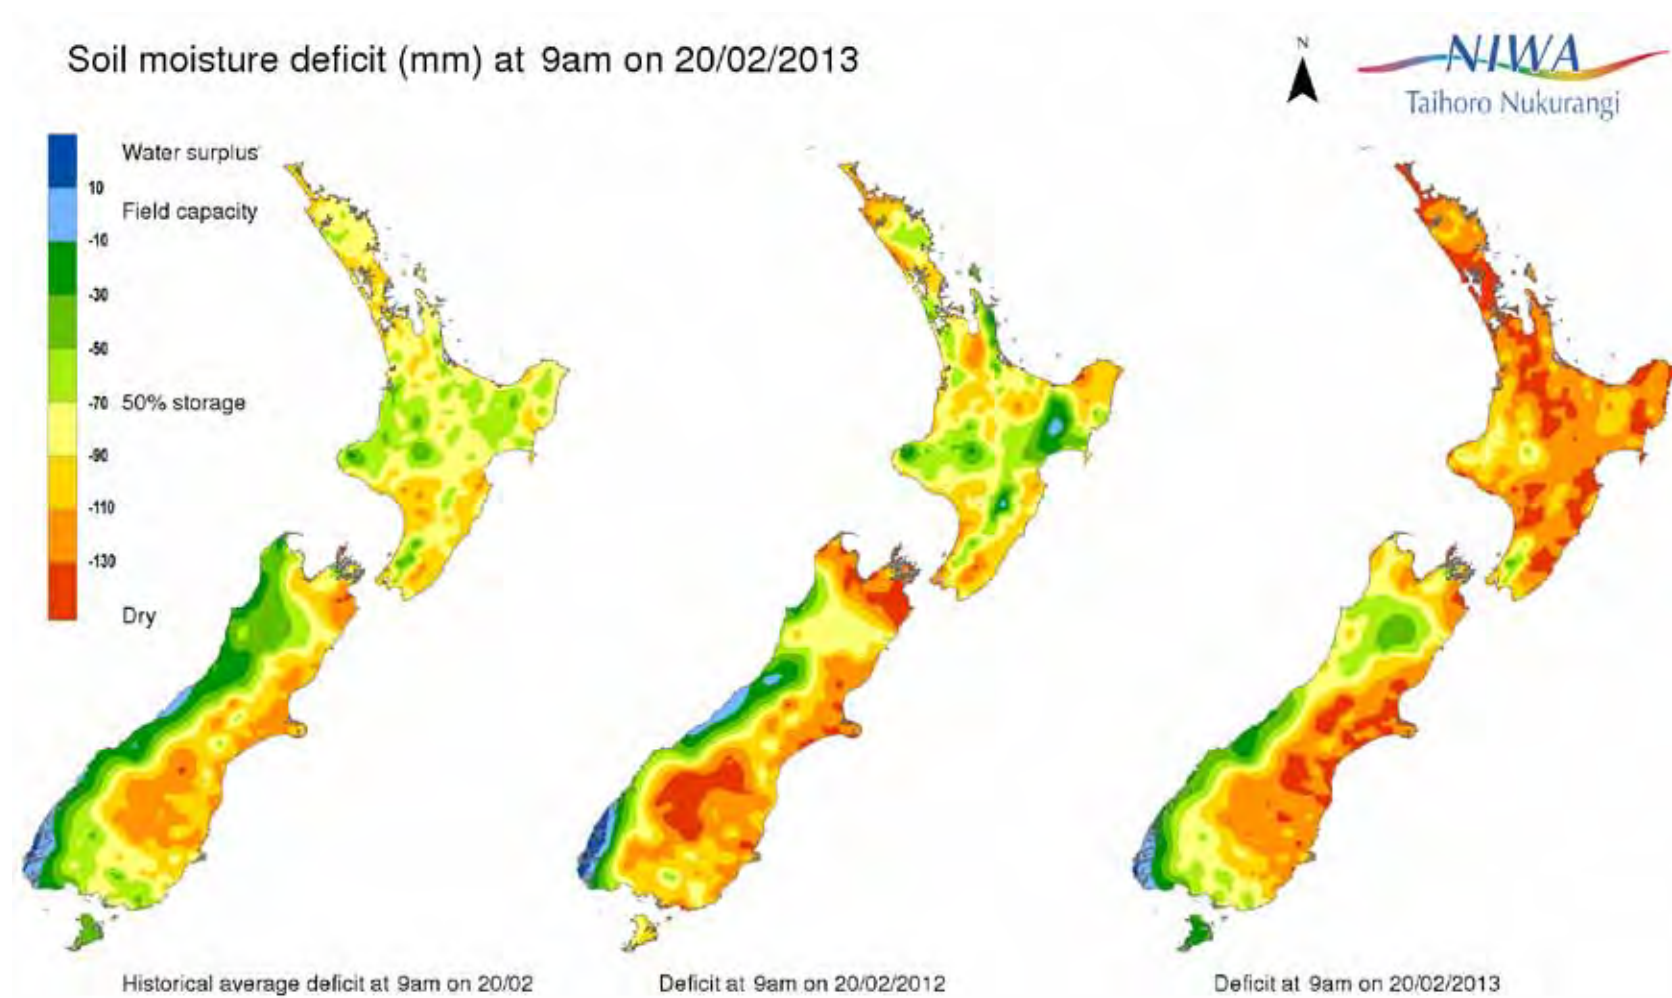 Soil moisture deficit (mm) at 9am on 20/02/2013
N
NIWA
Taihoro Nukurangi
Water surplus
10
Field capacity
-10
-30
-50
-70 50% storage
-90
-110
-130
Dry
Historical average deficit at 9am on 20/02
Deficit at 9am on 20/02/2012
Deficit at 9am on 20/02/2013